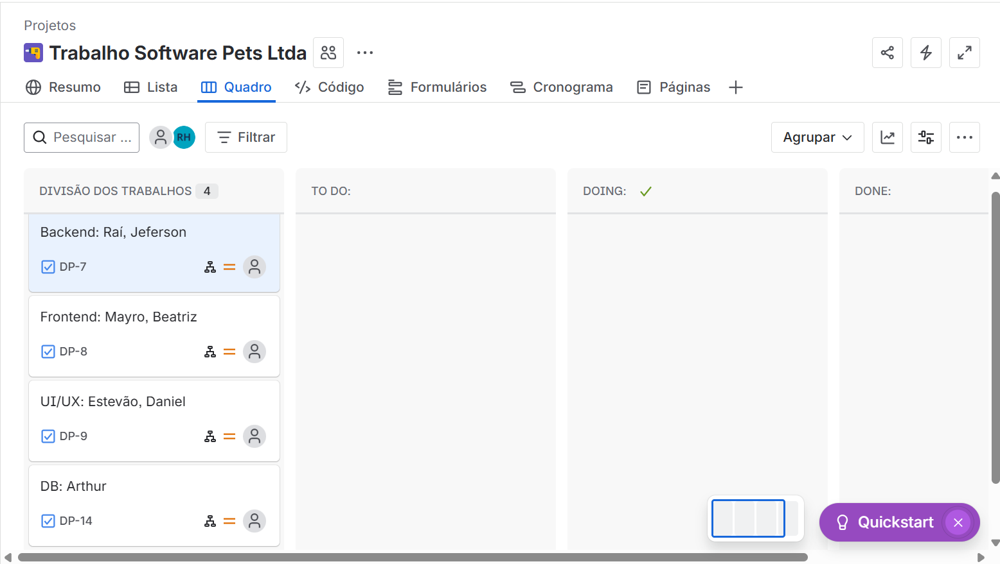 Projetos
Trabalho Software Pets Ltda
Resumo
Lista
Quadro
Código
Formulários
Cronograma
Páginas
Pesquisar ...
RH
Filtrar
Agrupar
DIVISÃO DOS TRABALHOS 4
TO DO:
DOING:
DONE:
Backend: Raí, Jeferson
DP-7
Frontend: Mayro, Beatriz
DP-8
UI/UX: Estevão, Daniel
DP-9
DB: Arthur
DP-14
Quickstart